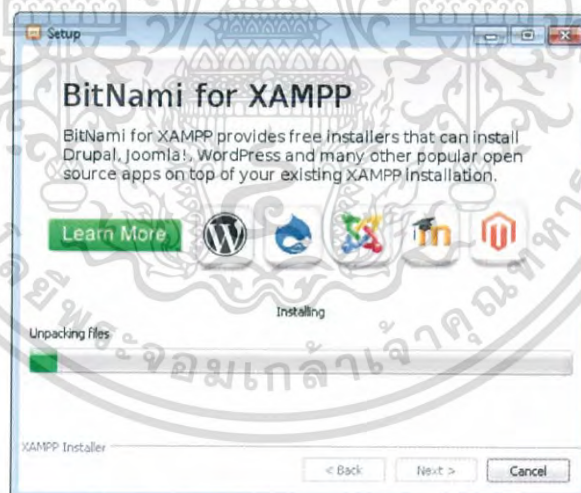 Setup
BitNami for XAMPP
BitNami for XAMPP provides free installers that can install
Drupal, Joomla!, WordPress and many other popular open
source apps on top of your existing XAMPP installation.
Learn More
Installing
Unpacking files
XAMPP Installer
< Back Next > Cancel